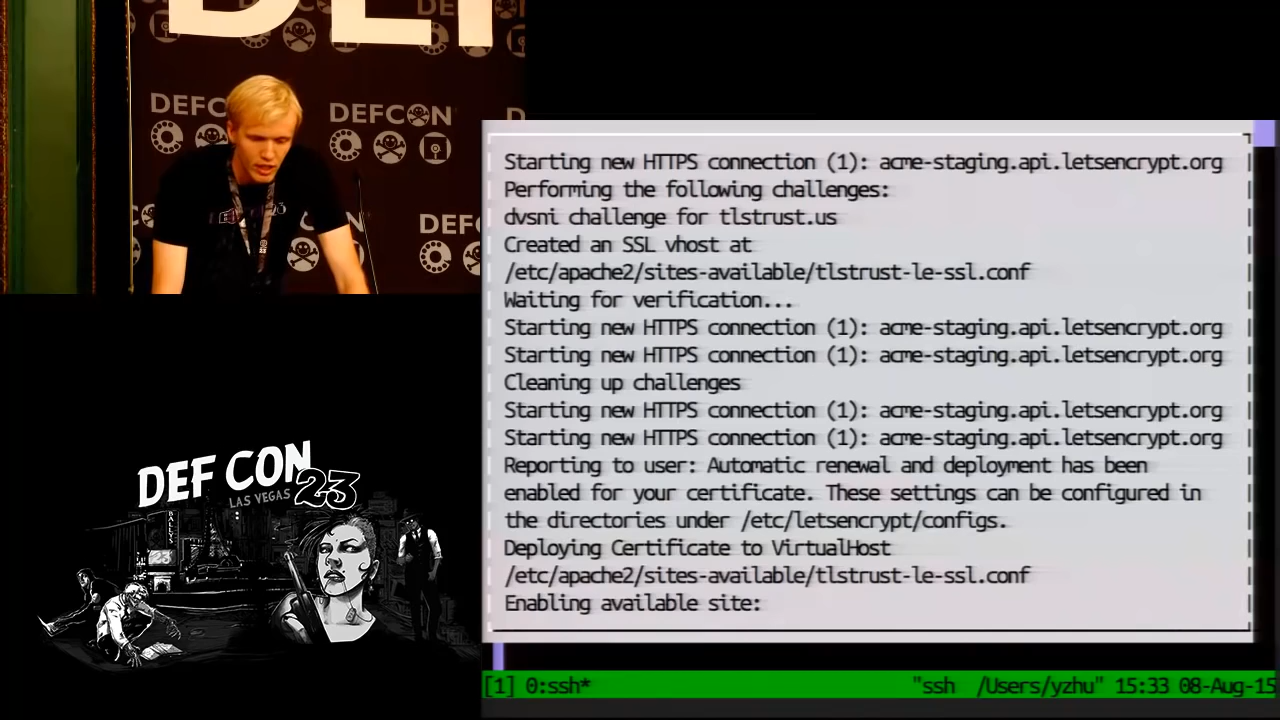 DEF
DEFCON
DEFCON
D
DEF
Starting new HTTPS connection (1): acme-staging.api.letsencrypt.org
Performing the following challenges:
dvsni challenge for tlstrust.us
Created an SSL vhost at
/etc/apache2/sites-available/tlstrust-le-ssl.conf
Waiting for verification...
Starting new HTTPS connection (1): acme-staging.api.letsencrypt.org
Starting new HTTPS connection (1): acme-staging.api.letsencrypt.org
Cleaning up challenges
Starting new HTTPS connection (1): acme-staging.api.letsencrypt.org
Starting new HTTPS connection (1): acme-staging.api.letsencrypt.org
Reporting to user: Automatic renewal and deployment has been
enabled for your certificate. These settings can be configured in
the directories under /etc/letsencrypt/configs.
Deploying Certificate to VirtualHost
/etc/apache2/sites-available/tlstrust-le-ssl.conf
Enabling available site:
[1] 0:ssh* "ssh /Users/yzhu" 15:33 08-Aug-15
DEF CON 23
LAS VEGAS
BALLYS